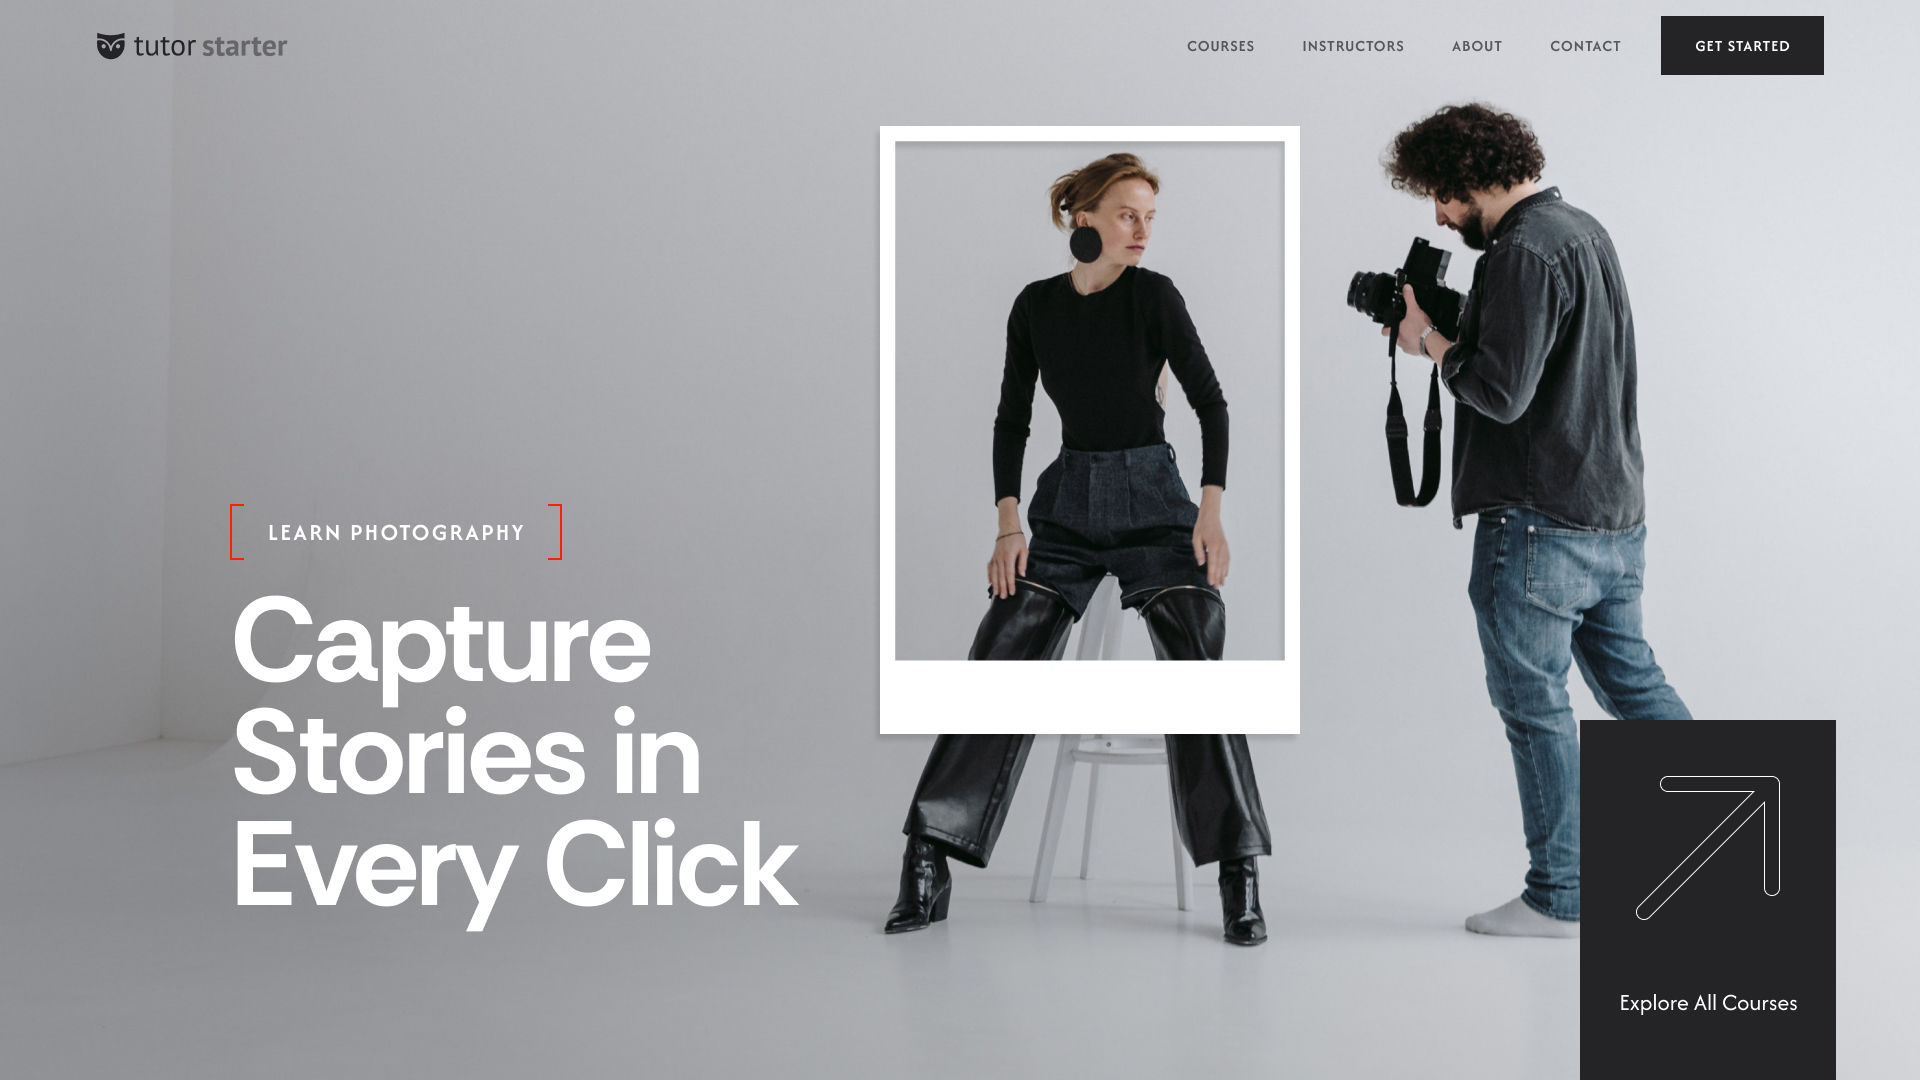 tutor starter
COURSES
INSTRUCTORS
ABOUT
CONTACT
GET STARTED
LEARN PHOTOGRAPHY
Capture
Stories in
Every Click
Explore All Courses